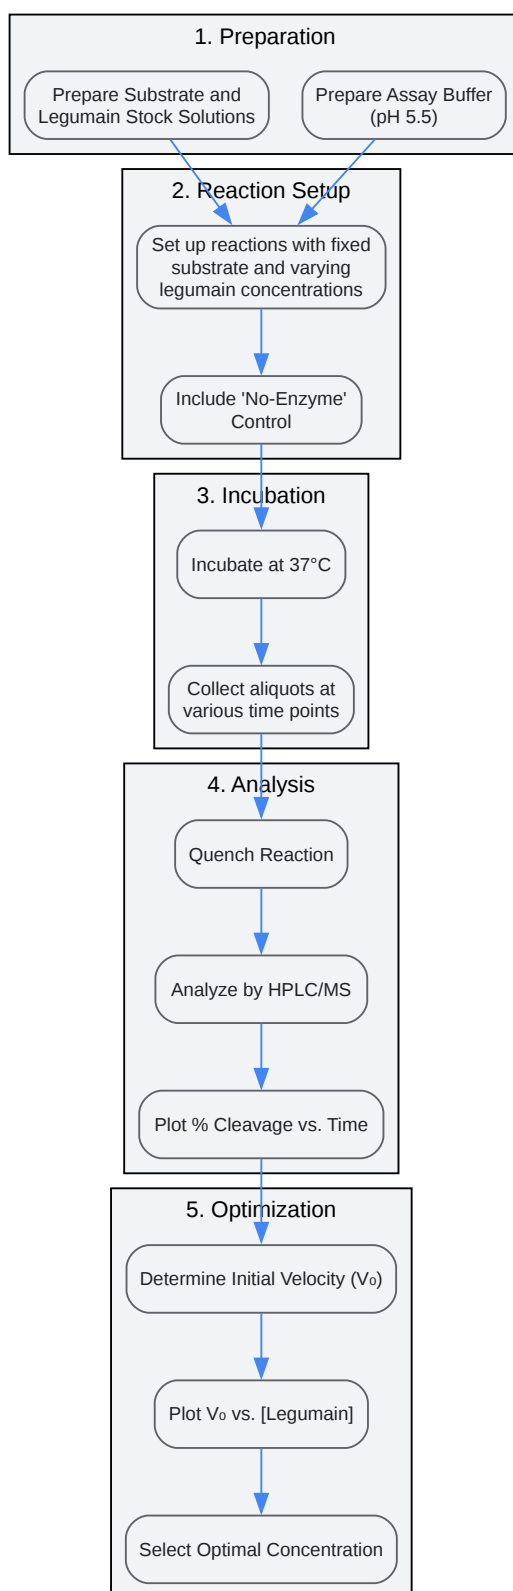 1. Preparation
Prepare Substrate and
Legumain Stock Solutions
Prepare Assay Buffer
(pH 5.5)
2. Reaction Setup
Set up reactions with fixed
substrate and varying
legumain concentrations
Include 'No-Enzyme'
Control
3. Incubation
Incubate at 37°C
Collect aliquots at
various time points
4. Analysis
Quench Reaction
Analyze by HPLC/MS
Plot % Cleavage vs. Time
5. Optimization
Determine Initial Velocity (V₀)
Plot V₀ vs. [Legumain]
Select Optimal Concentration